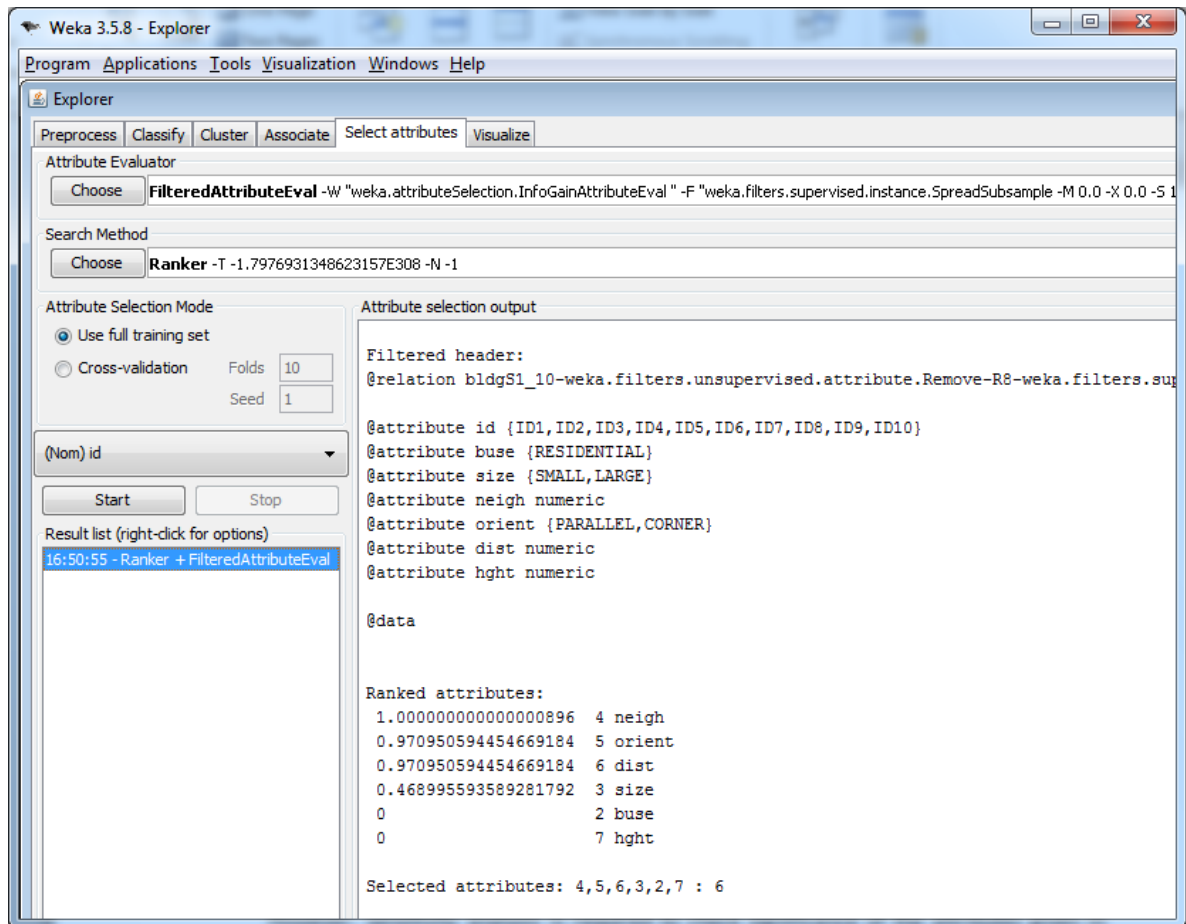 Weka 3.5.8 - Explorer
Program Applications Tools Visualization Windows Help
Explorer
Preprocess Classify Cluster Associate Select attributes Visualize
Attribute Evaluator
Choose FilteredAttributeEval -W "weka.attributeSelection.InfoGainAttributeEval " -F "weka.filters.supervised.instance.SpreadSubsample -M 0.0 -X 0.0 -S 1
Search Method
Choose Ranker -T -1.7976931348623157E308 -N -1
Attribute Selection Mode
Use full training set
Cross-validation Folds 10
Seed 1
(Nom) id
Start Stop
Result list (right-click for options)
16:50:55 - Ranker + FilteredAttributeEval
Attribute selection output
Filtered header:
@relation bldgS1_10-weka.filters.unsupervised.attribute.Remove-R8-weka.filters.sup
@attribute id {ID1,ID2,ID3,ID4,ID5,ID6,ID7,ID8,ID9,ID10}
@attribute buse {RESIDENTIAL}
@attribute size {SMALL,LARGE}
@attribute neigh numeric
@attribute orient {PARALLEL,CORNER}
@attribute dist numeric
@attribute hght numeric
@data
Ranked attributes:
1.000000000000000896 4 neigh
0.970950594454669184 5 orient
0.970950594454669184 6 dist
0.468995593589281792 3 size
0 2 buse
0 7 hght
Selected attributes: 4,5,6,3,2,7 : 6